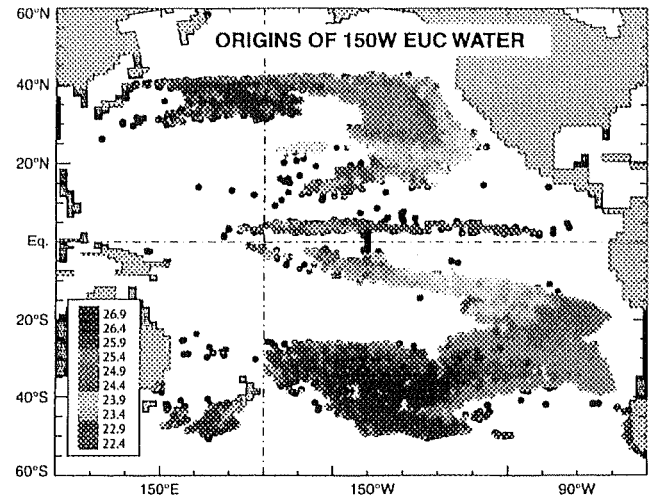 ORIGINS OF 150W EUC WATER
60°N
40°N
20°N
Eq.
20°S
40°S
60°S
26.9
26.4
25.9
25.4
24.9
24.4
23.9
23.4
22.9
22.4
150°E
150°W
90°W